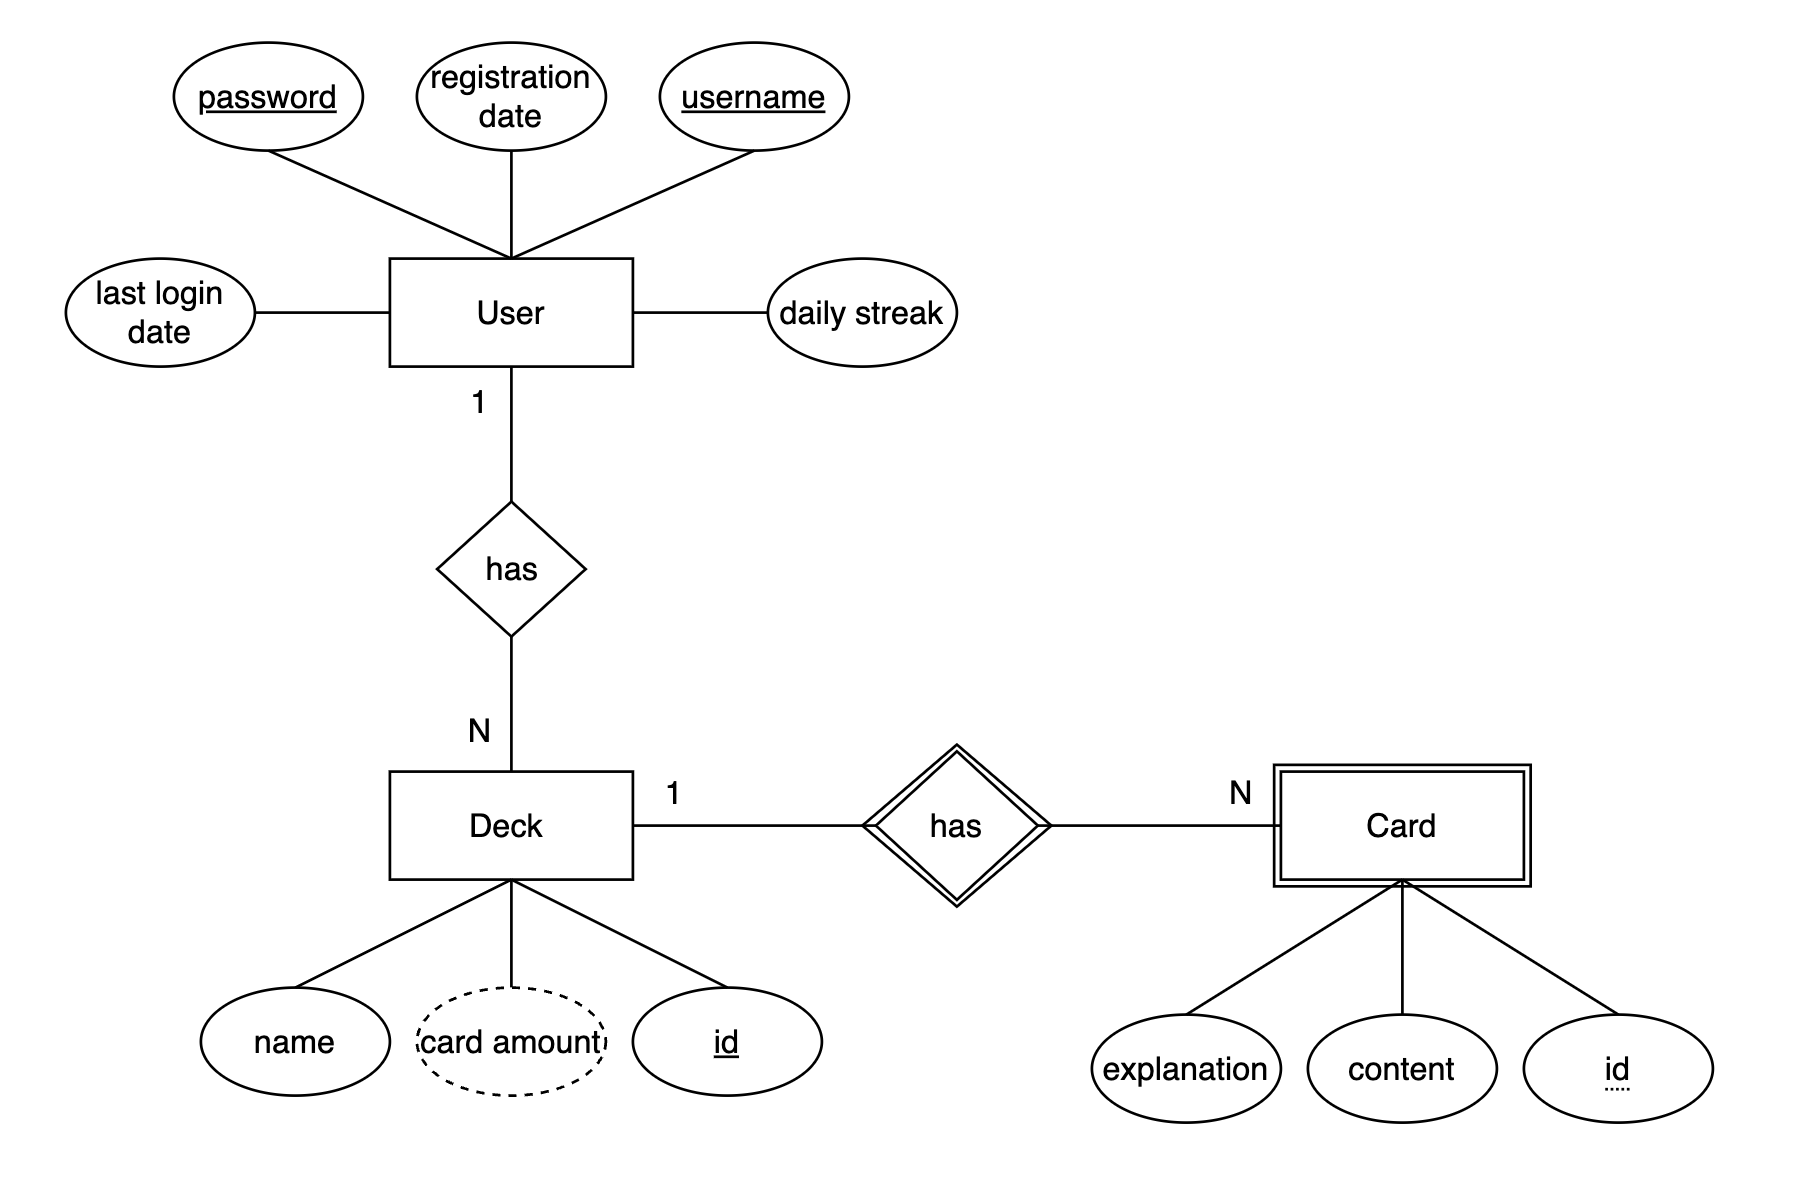 password
registration
date
username
last login
date
User
daily streak
1
has
N
Deck
1
has
N
Card
name
card amount
id
explanation
content
id